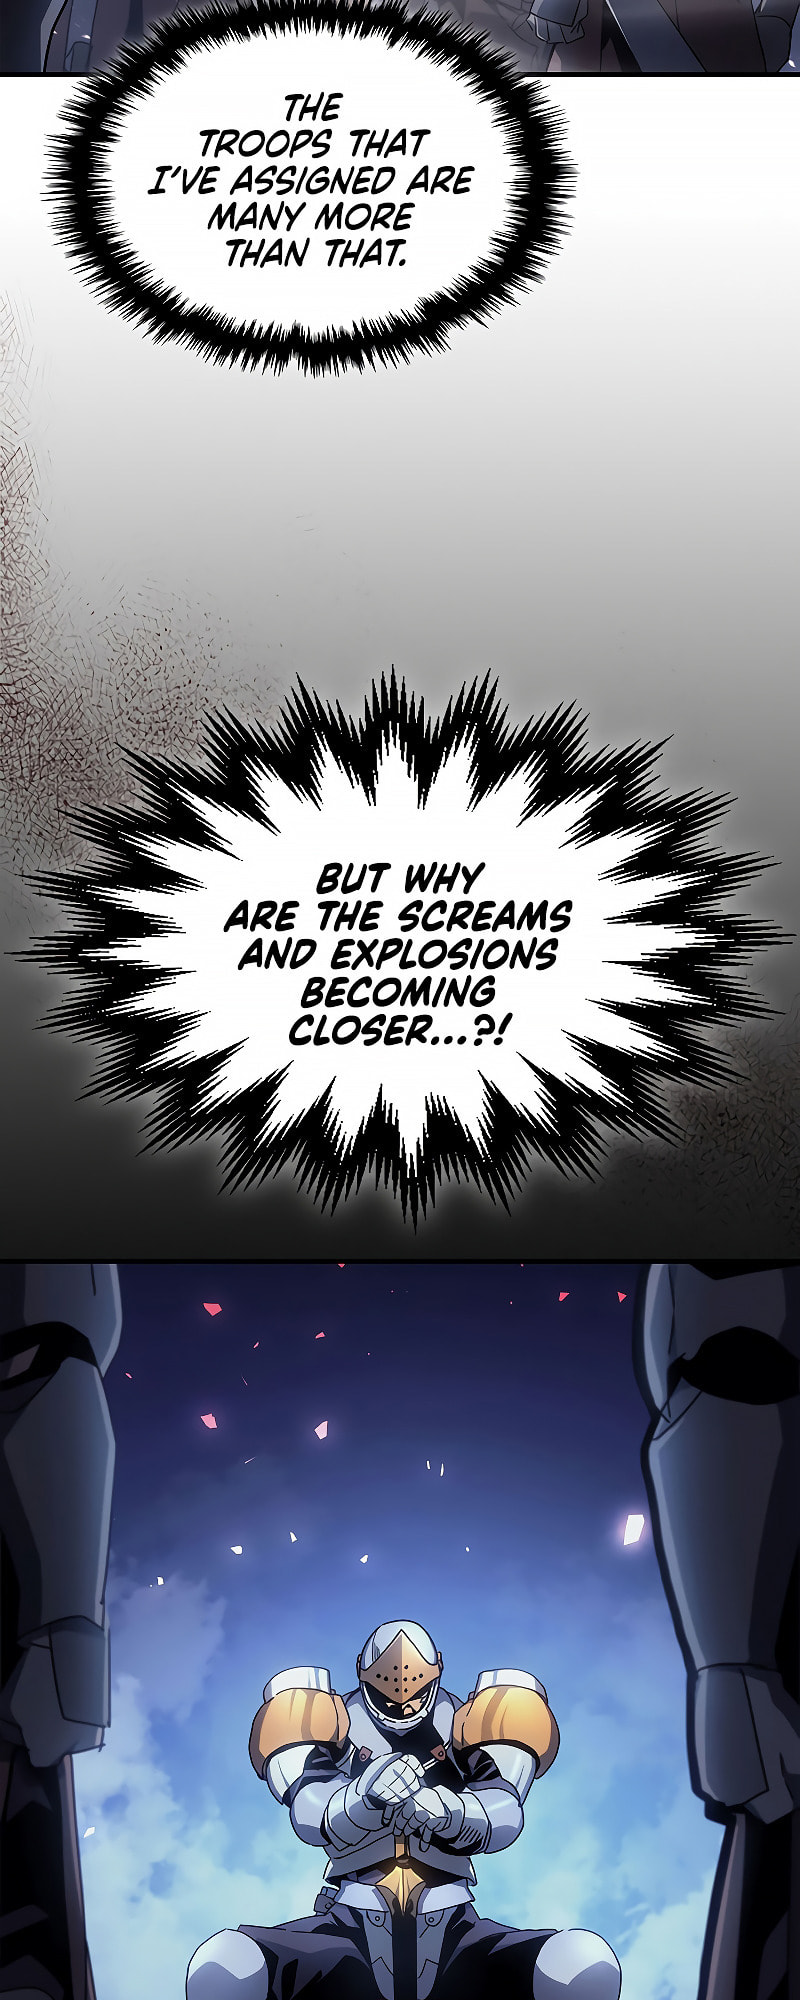 THE
TROOPS THAT
I'VE ASSIGNED ARE
MANY MORE
THAN THAT.
BUT WHY
ARE THE SCREAMS
AND EXPLOSIONS
BECOMING
CLOSER...?!